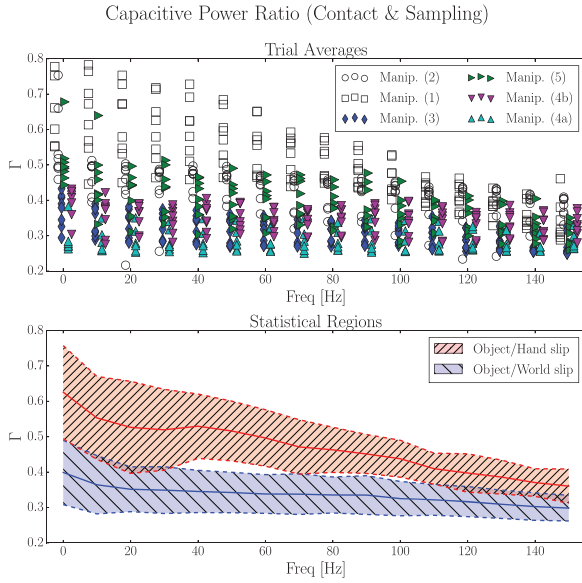 Capacitive Power Ratio (Contact & Sampling)
Trial Averages
Manip. (2)
Manip. (1)
Manip. (3)
Manip. (5)
Manip. (4b)
Manip. (4a)
Γ
0.8
0.7
0.6
0.5
0.4
0.3
0.2
0 20 40 60 80 100 120 140
Freq [Hz]
Statistical Regions
Object/Hand slip
Object/World slip
Γ
0.8
0.7
0.6
0.5
0.4
0.3
0.2
0 20 40 60 80 100 120 140
Freq [Hz]